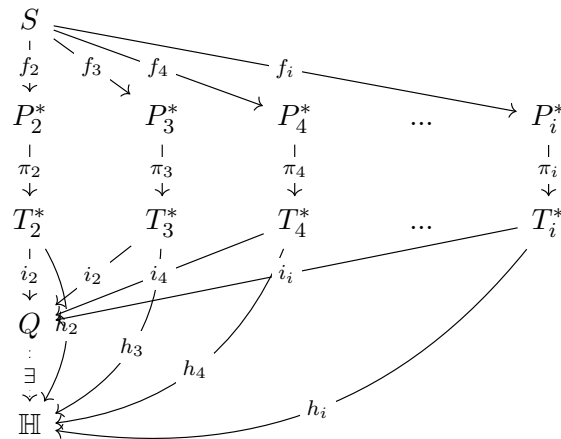 S
f_2 f_3 f_4 f_i
P_2^* P_3^* P_4^* ... P_i^*
π_2 π_3 π_4 π_i
T_2^* T_3^* T_4^* ... T_i^*
i_2 i_2 i_4 i_i
Q h_2
h_3
∃ h_4
h_i
ℍ